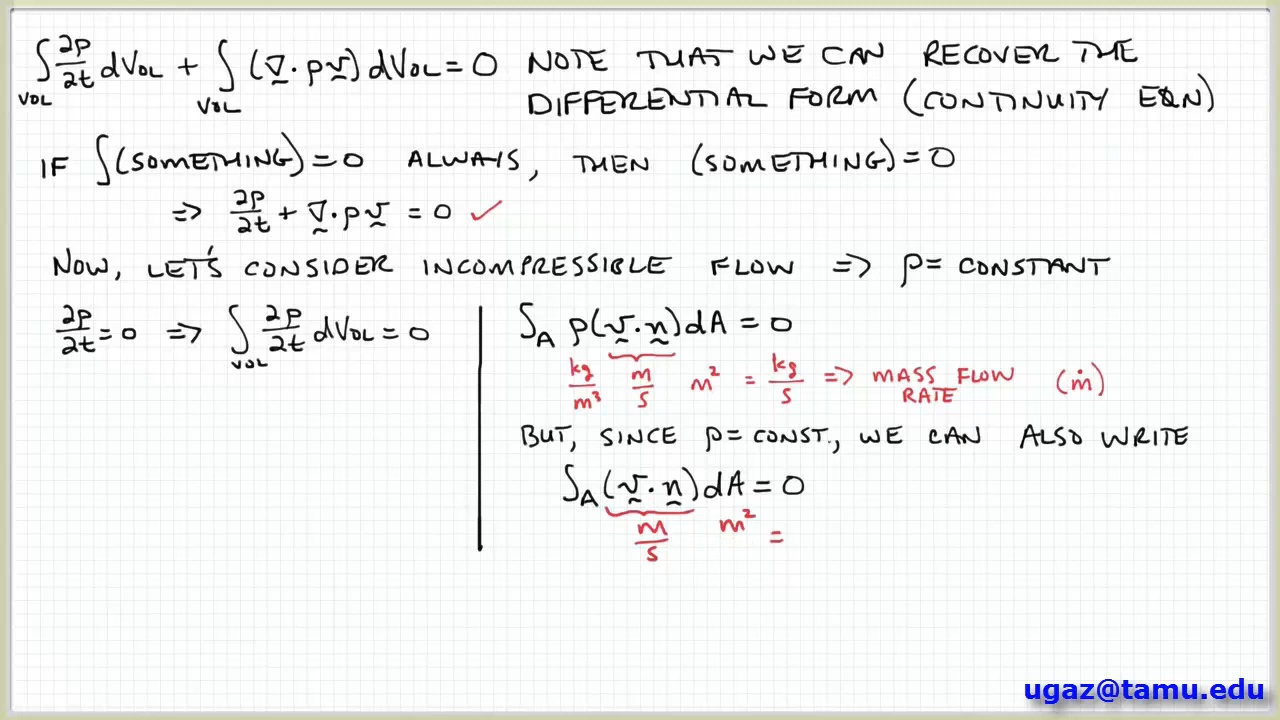 ∫_VOL ∂ρ/∂t dVOL + ∫_VOL (∇·ρv) dVOL = 0 NOTE THAT WE CAN RECOVER THE
DIFFERENTIAL FORM (CONTINUITY EQN)
IF ∫(SOMETHING) = 0 ALWAYS, THEN (SOMETHING) = 0
=> ∂ρ/∂t + ∇·ρv = 0 ✓
NOW, LET'S CONSIDER INCOMPRESSIBLE FLOW => ρ = CONSTANT
∂ρ/∂t = 0 => ∫_VOL ∂ρ/∂t dVOL = 0
∫_A ρ(v·n) dA = 0
kg/m³ m/s m² = kg/s => MASS FLOW RATE (ṁ)
BUT, SINCE ρ = CONST., WE CAN ALSO WRITE
∫_A (v·n) dA = 0
m/s m² =
ugaz@tamu.edu